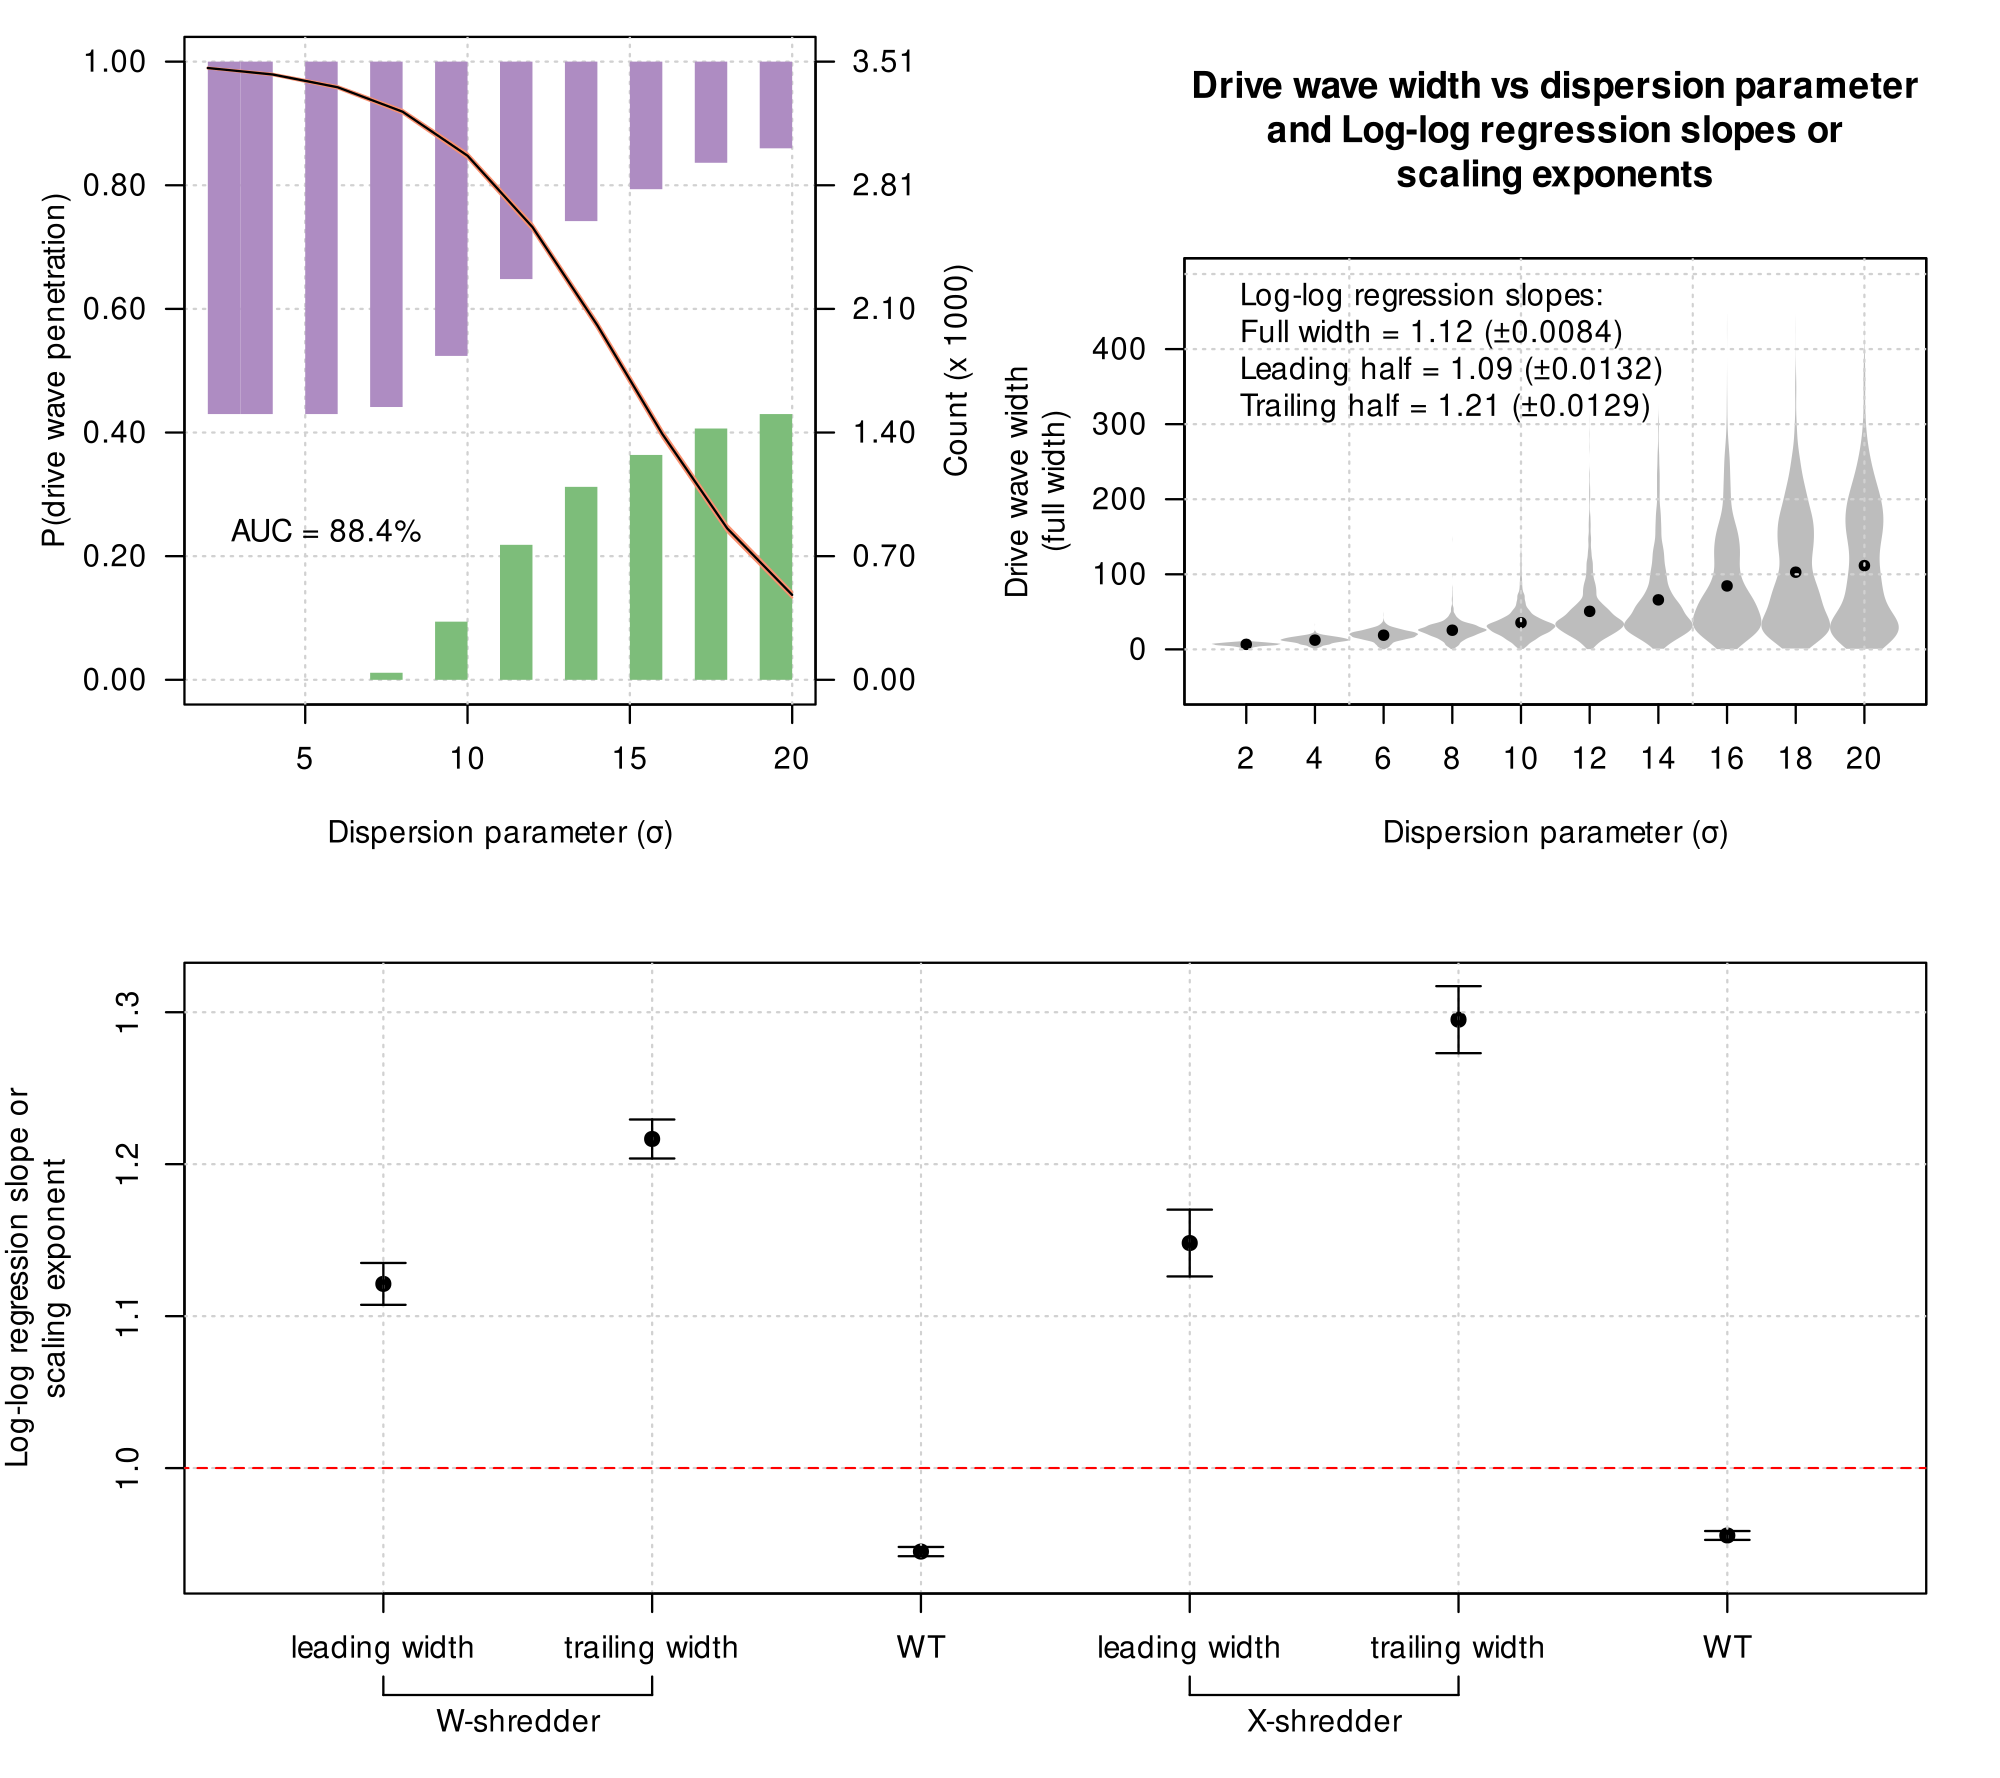 1.00
0.80
0.60
0.40
0.20
0.00
P(drive wave penetration)
AUC = 88.4%
3.51
2.81
2.10
1.40
0.70
0.00
Count (x 1000)
5 10 15 20
Dispersion parameter (σ)
Drive wave width vs dispersion parameter
and Log-log regression slopes or
scaling exponents
Log-log regression slopes:
Full width = 1.12 (±0.0084)
Leading half = 1.09 (±0.0132)
Trailing half = 1.21 (±0.0129)
400
300
200
100
0
Drive wave width
(full width)
2 4 6 8 10 12 14 16 18 20
Dispersion parameter (σ)
1.3
1.2
1.1
1.0
Log-log regression slope or
scaling exponent
leading width trailing width WT leading width trailing width WT
W-shredder X-shredder